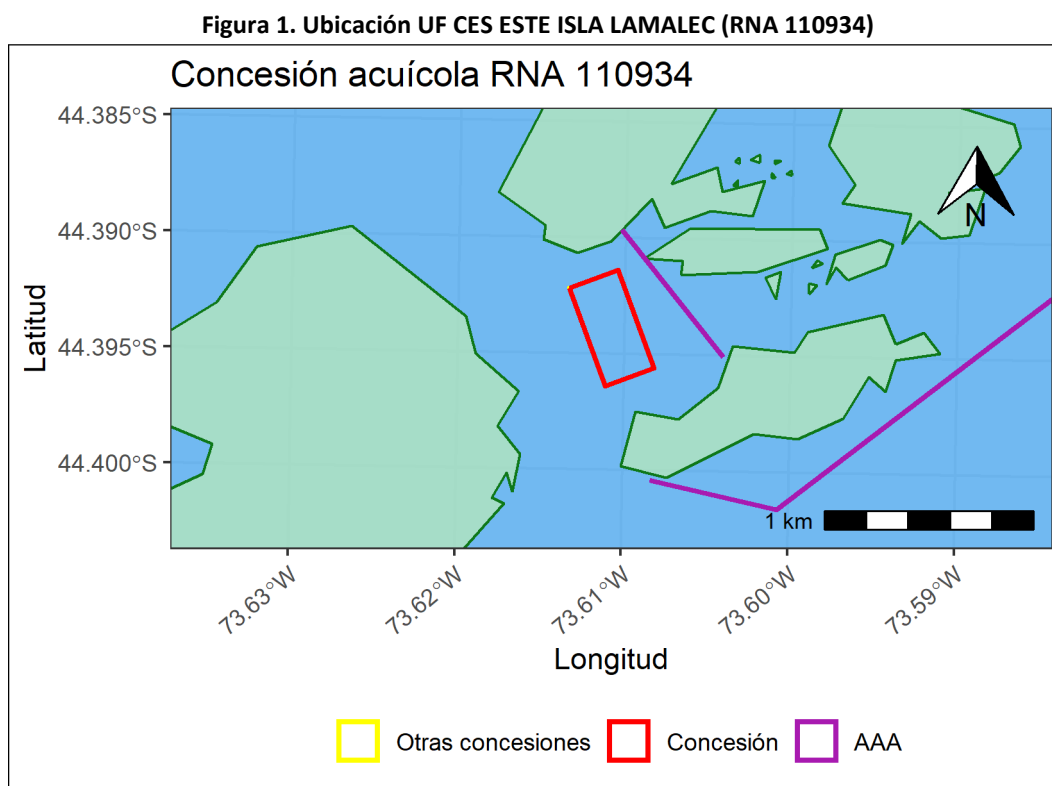 Figura 1. Ubicación UF CES ESTE ISLA LAMALEC (RNA 110934)
Concesión acuícola RNA 110934
44.385°S
44.390°S
44.395°S
44.400°S
Latitud
N
1 km
73.63°W
73.62°W
73.61°W
73.60°W
73.59°W
Longitud
Otras concesiones
Concesión
AAA